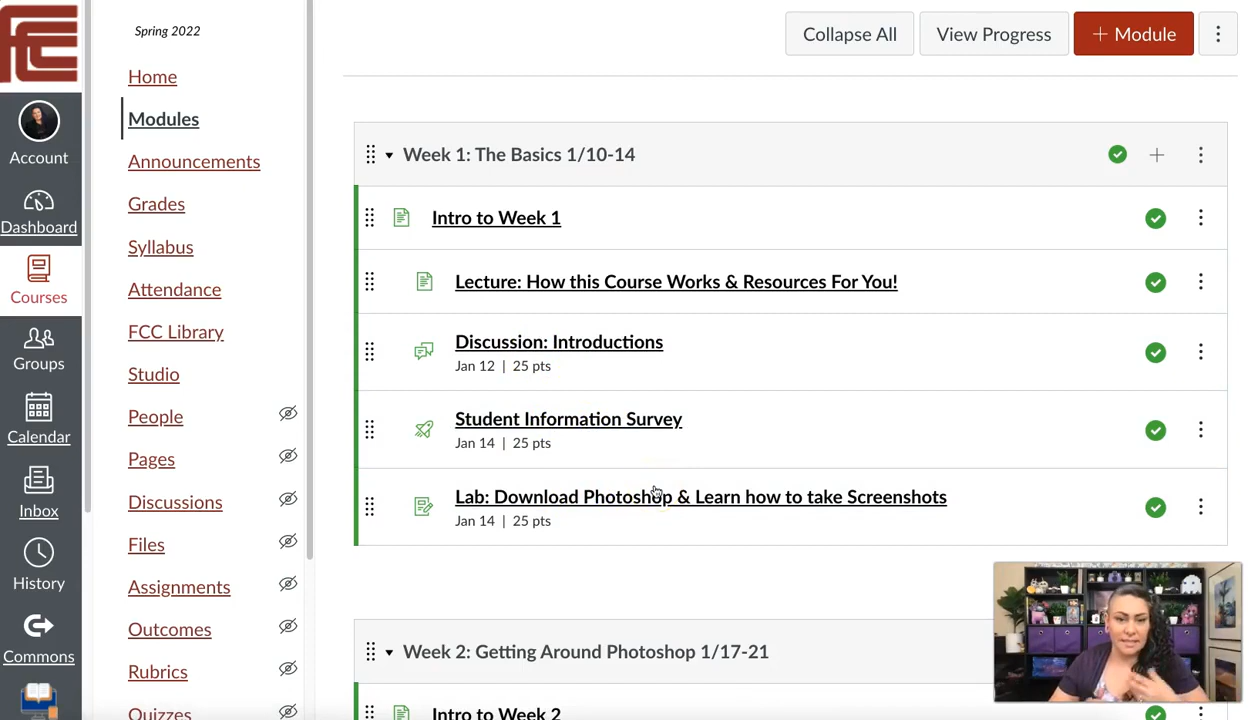 FCC
Account
Dashboard
Courses
Groups
Calendar
Inbox
History
Commons
Spring 2022
Home
Modules
Announcements
Grades
Syllabus
Attendance
FCC Library
Studio
People
Pages
Discussions
Files
Assignments
Outcomes
Rubrics
Quizzes
Collapse All
View Progress
+ Module
Week 1: The Basics 1/10-14
Intro to Week 1
Lecture: How this Course Works & Resources For You!
Discussion: Introductions
Jan 12 | 25 pts
Student Information Survey
Jan 14 | 25 pts
Lab: Download Photoshop & Learn how to take Screenshots
Jan 14 | 25 pts
Week 2: Getting Around Photoshop 1/17-21
Intro to Week 2